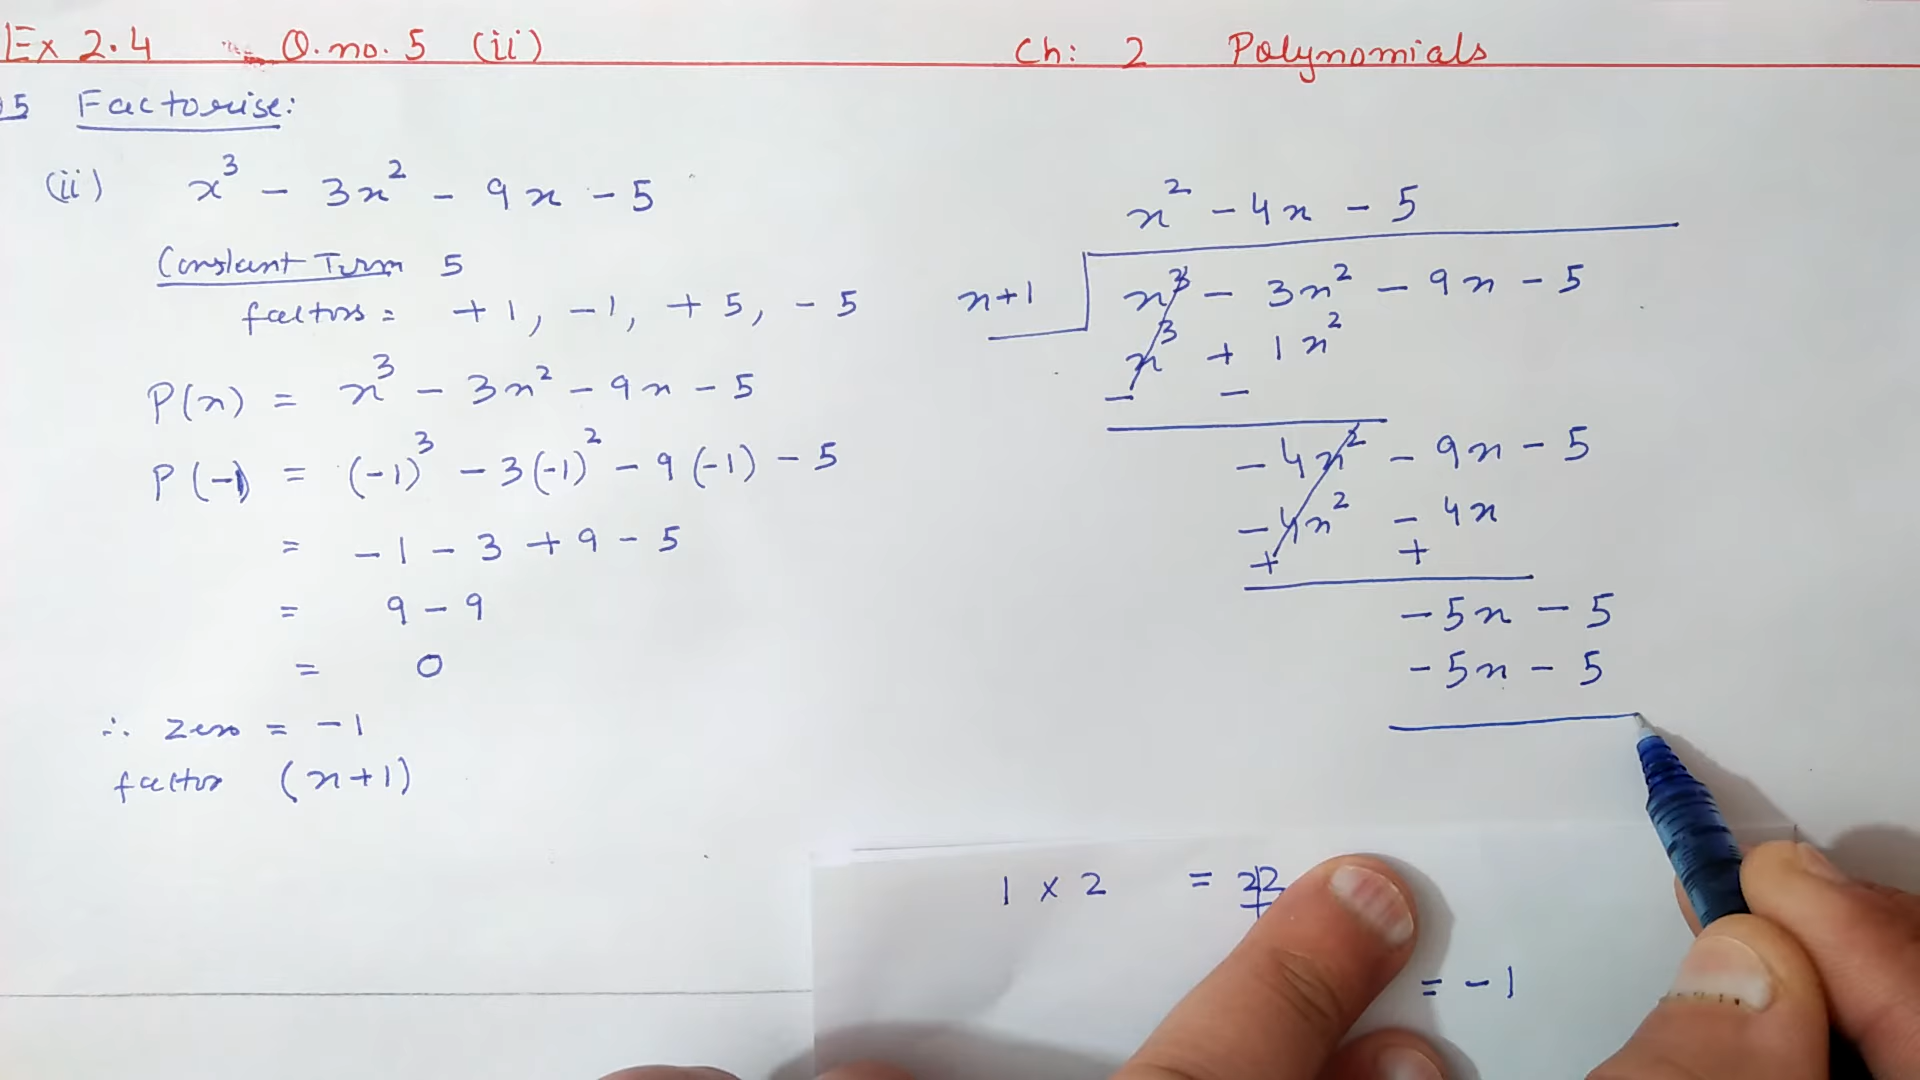 Ex 2.4 Q.no. 5 (ii) Ch: 2 Polynomials
5 Factorise:
(ii) x³ - 3x² - 9x - 5
Constant Term 5
factors = +1, -1, +5, -5
P(x) = x³ - 3x² - 9x - 5
P(-1) = (-1)³ - 3(-1)² - 9(-1) - 5
= -1 - 3 + 9 - 5
= 9 - 9
= 0
∴ zero = -1
factor (x+1)
x² - 4x - 5
x+1 x³ - 3x² - 9x - 5
x³ + 1x²
- -
-4x² - 9x - 5
-4x² - 4x
+ +
-5x - 5
-5x - 5
1 × 2 =
= -1